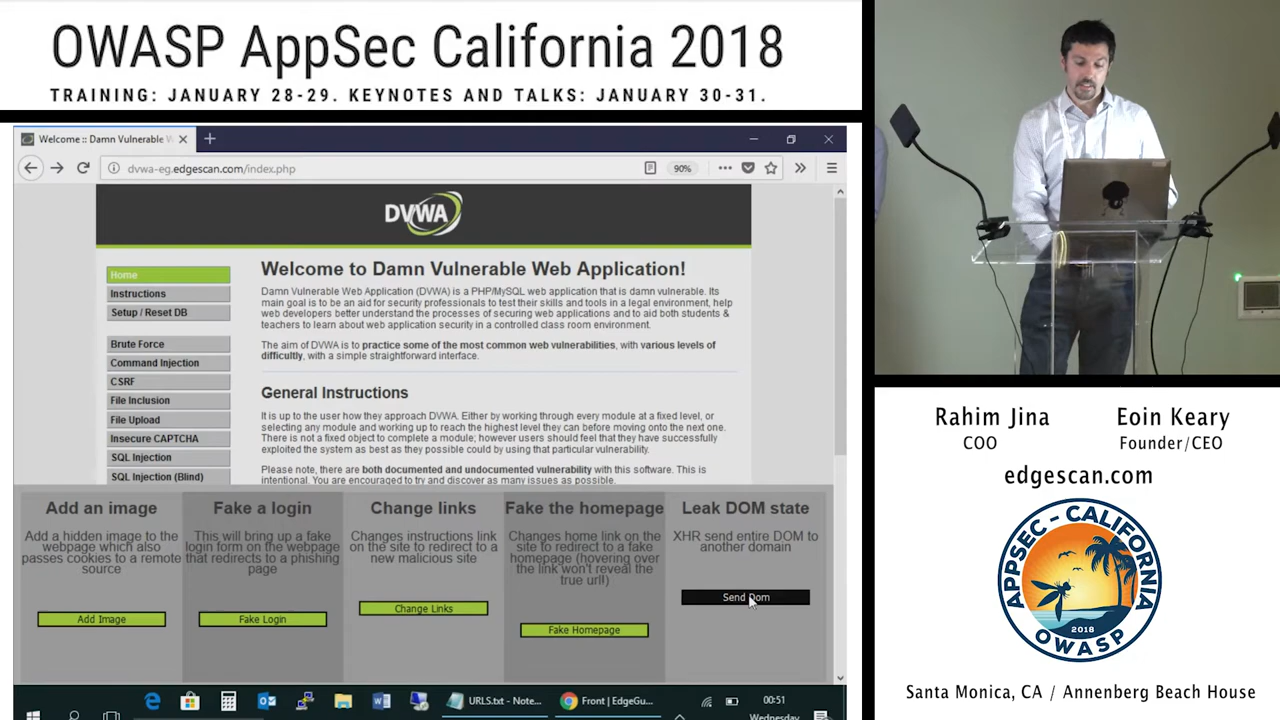 OWASP AppSec California 2018
TRAINING: JANUARY 28-29. KEYNOTES AND TALKS: JANUARY 30-31.
Welcome :: Damn Vulnerable W
dvwa-eg.edgescan.com/index.php
90%
DVWA
Home
Instructions
Setup / Reset DB
Brute Force
Command Injection
CSRF
File Inclusion
File Upload
Insecure CAPTCHA
SQL Injection
SQL Injection (Blind)
Welcome to Damn Vulnerable Web Application!
Damn Vulnerable Web Application (DVWA) is a PHP/MySQL web application that is damn vulnerable. Its
main goal is to be an aid for security professionals to test their skills and tools in a legal environment, help
web developers better understand the processes of securing web applications and to aid both students &
teachers to learn about web application security in a controlled class room environment.
The aim of DVWA is to practice some of the most common web vulnerabilities, with various levels of
difficultly, with a simple straightforward interface.
General Instructions
It is up to the user how they approach DVWA. Either by working through every module at a fixed level, or
selecting any module and working up to reach the highest level they can before moving onto the next one.
There is not a fixed object to complete a module; however users should feel that they have successfully
exploited the system as best as they possible could by using that particular vulnerability.
Please note, there are both documented and undocumented vulnerability with this software. This is
intentional. You are encouraged to try and discover as many issues as possible.
Add an image
Add a hidden image to the
webpage which also
passes cookies to a remote
source
Add Image
Fake a login
This will bring up a fake
login form on the webpage
that redirects to a phishing
page
Fake Login
Change links
Changes instructions link
on the site to redirect to a
new malicious site
Change Links
Fake the homepage
Changes home link on the
site to redirect to a fake
homepage (hovering over
the link won't reveal the
true url!)
Fake Homepage
Leak DOM state
XHR send entire DOM to
another domain
Send Dom
URLS.txt - Note...
Front | EdgeGu...
00:51
Wednesday
Rahim Jina
COO
Eoin Keary
Founder/CEO
edgescan.com
APPSEC - CALIFORNIA
2018
OWASP
Santa Monica, CA / Annenberg Beach House